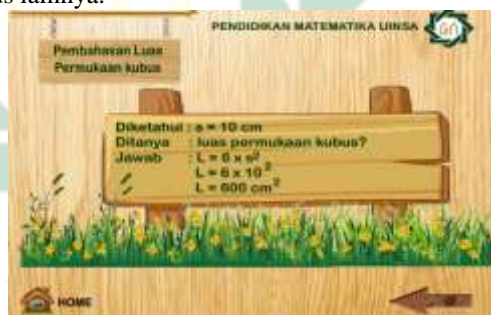 lainnya.
PENDIDIKAN MATEMATIKA UINSA
Pembahasan Luas
Permukaan kubus
Diketahui : s = 10 cm
Ditanya : luas permukaan kubus?
Jawab : L = 6 x s²
L = 6 x 10²
L = 600 cm²
HOME